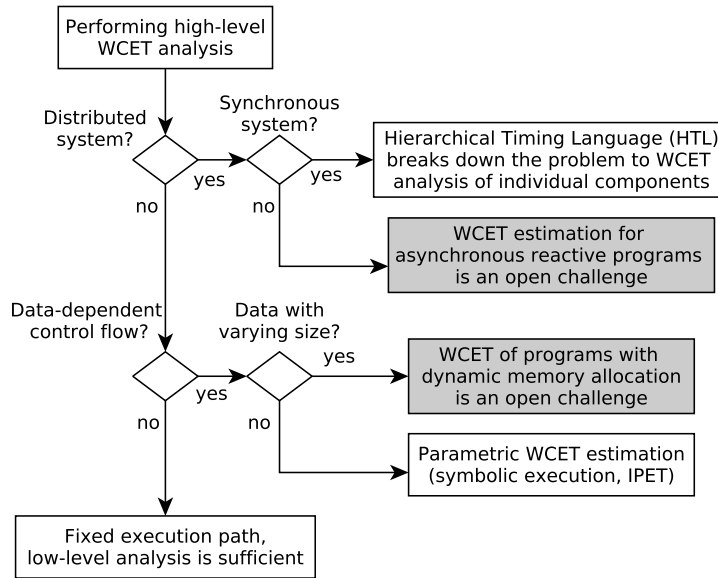 Performing high-level
WCET analysis
Distributed
system?
Synchronous
system?
yes
yes
Hierarchical Timing Language (HTL)
breaks down the problem to WCET
analysis of individual components
no
no
WCET estimation for
asynchronous reactive programs
is an open challenge
Data-dependent
control flow?
Data with
varying size?
yes
yes
WCET of programs with
dynamic memory allocation
is an open challenge
no
no
Parametric WCET estimation
(symbolic execution, IPET)
Fixed execution path,
low-level analysis is sufficient